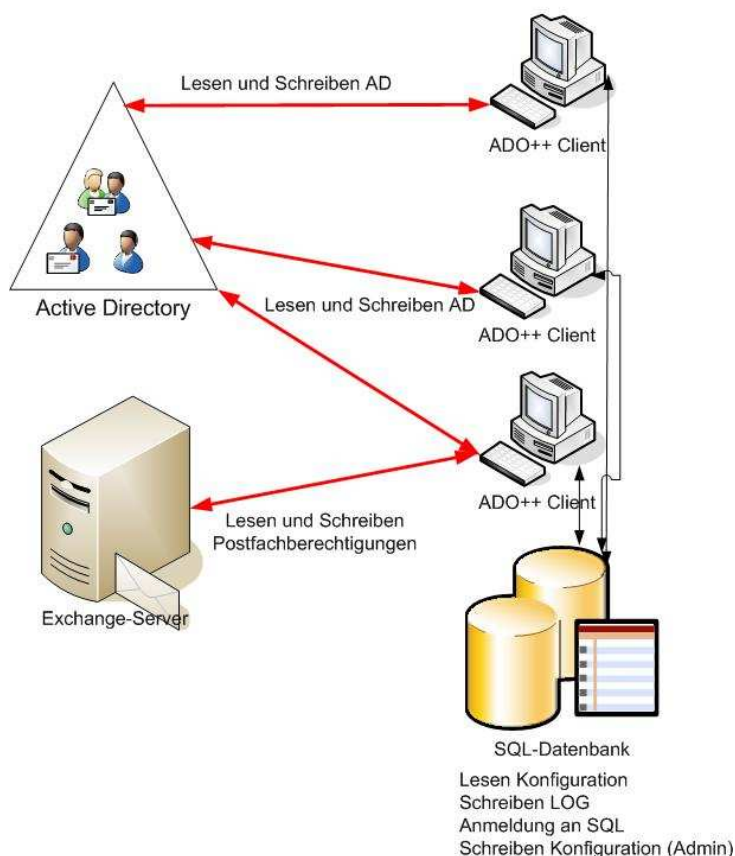 Lesen und Schreiben AD
ADO++ Client
Active Directory
Lesen und Schreiben AD
ADO++ Client
ADO++ Client
Lesen und Schreiben
Postfachberechtigungen
Exchange-Server
SQL-Datenbank
Lesen Konfiguration
Schreiben LOG
Anmeldung an SQL
Schreiben Konfiguration (Admin)